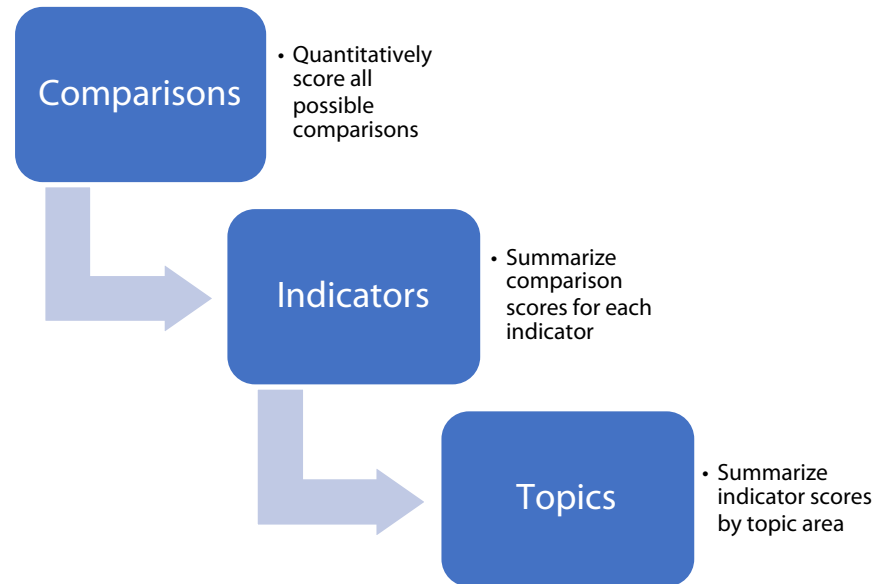 Comparisons
• Quantitatively
score all
possible
comparisons
Indicators
• Summarize
comparison
scores for each
indicator
Topics
• Summarize
indicator scores
by topic area